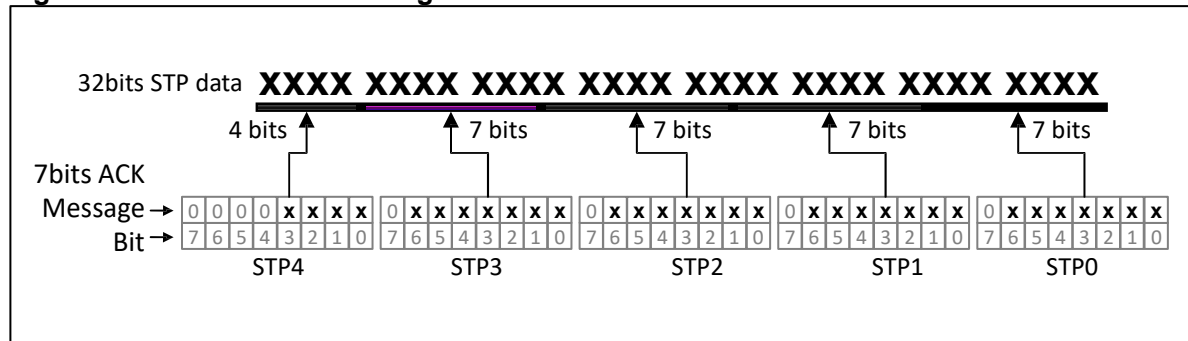 32bits STP data XXXX XXXX XXXX XXXX XXXX XXXX XXXX XXXX
4 bits 7 bits 7 bits 7 bits 7 bits
7bits ACK
Message 0 0 0 0 x x x x 0 x x x x x x x 0 x x x x x x x 0 x x x x x x x 0 x x x x x x x
Bit 7 6 5 4 3 2 1 0 7 6 5 4 3 2 1 0 7 6 5 4 3 2 1 0 7 6 5 4 3 2 1 0 7 6 5 4 3 2 1 0
STP4 STP3 STP2 STP1 STP0